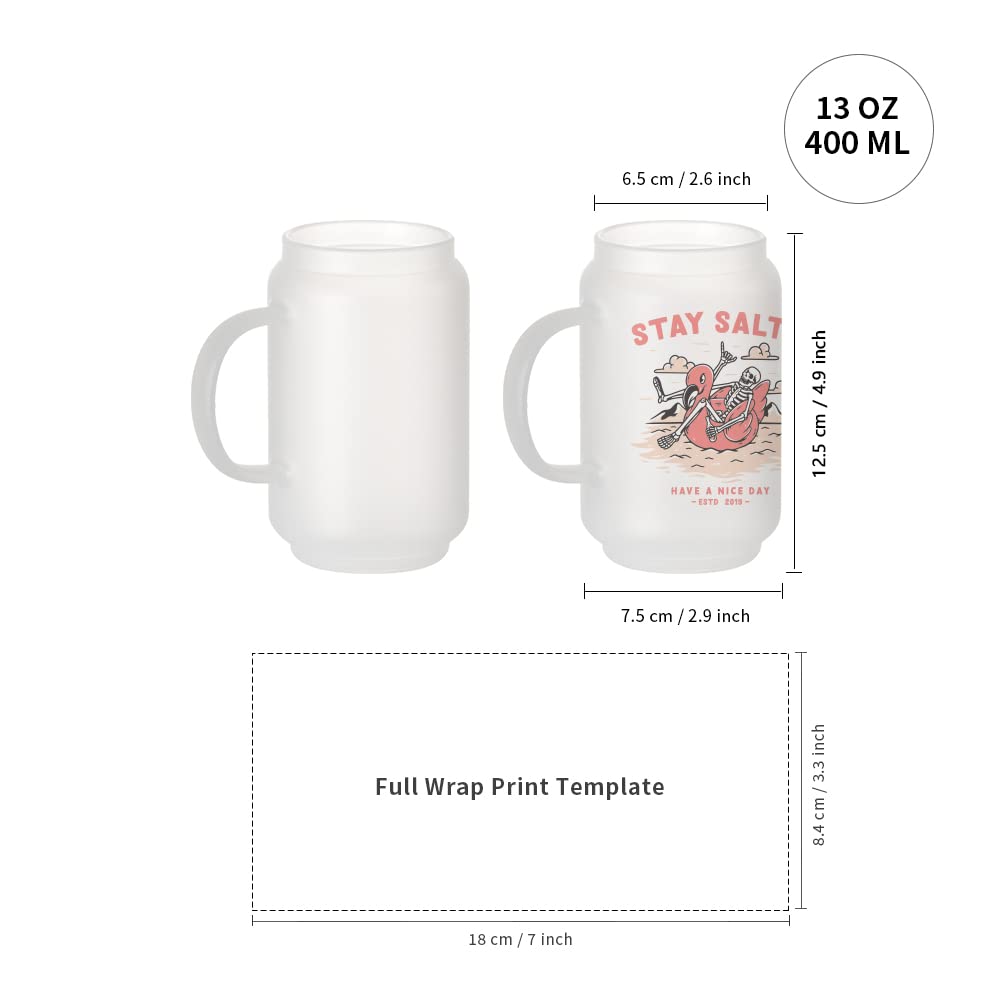 13 OZ
400 ML
6.5 cm / 2.6 inch
STAY SALT
HAVE A NICE DAY
- ESTD 2019 -
12.5 cm / 4.9 inch
7.5 cm / 2.9 inch
Full Wrap Print Template
8.4 cm / 3.3 inch
18 cm / 7 inch